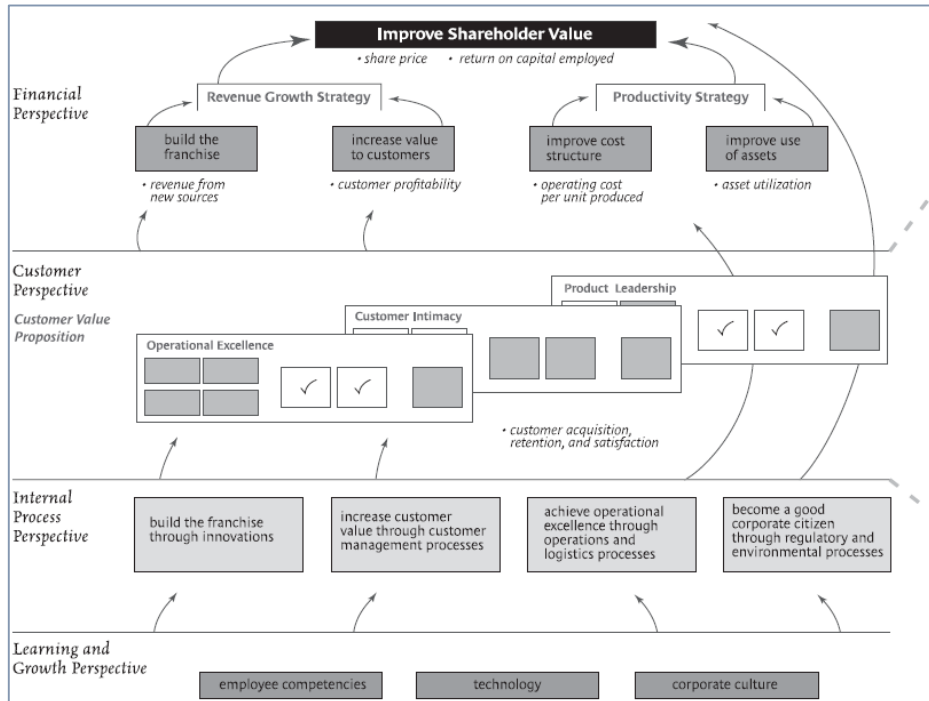 Improve Shareholder Value
• share price • return on capital employed
Financial
Perspective
Revenue Growth Strategy
Productivity Strategy
build the
franchise
increase value
to customers
improve cost
structure
improve use
of assets
• revenue from
new sources
• customer profitability
• operating cost
per unit produced
• asset utilization
Customer
Perspective
Customer Value
Proposition
Product Leadership
Customer Intimacy
Operational Excellence
• customer acquisition,
retention, and satisfaction
Internal
Process
Perspective
build the franchise
through innovations
increase customer
value through customer
management processes
achieve operational
excellence through
operations and
logistics processes
become a good
corporate citizen
through regulatory and
environmental processes
Learning and
Growth Perspective
employee competencies
technology
corporate culture